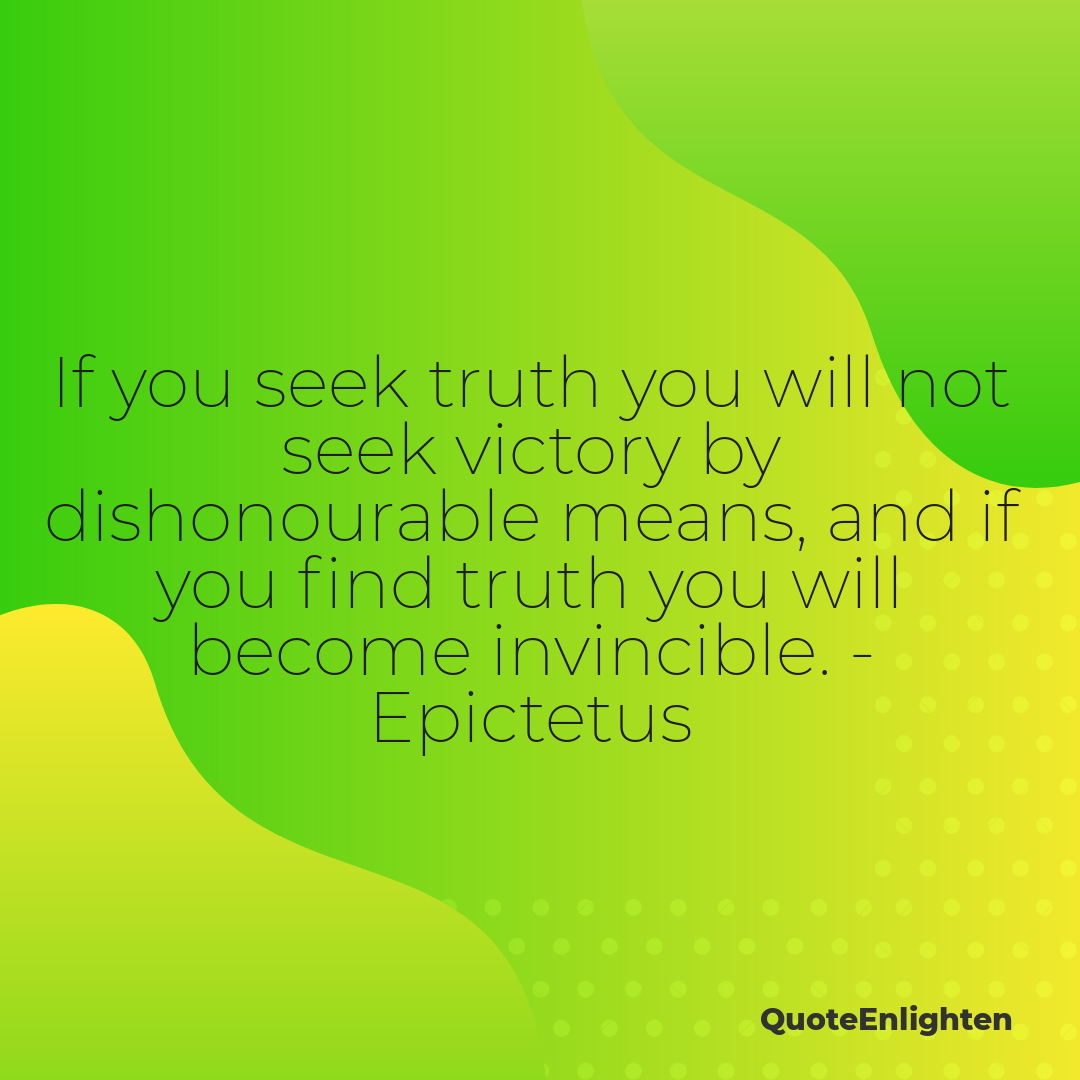 If you seek truth you will not
seek victory by
dishonourable means, and if
you find truth you will
become invincible. -
Epictetus
QuoteEnlighten